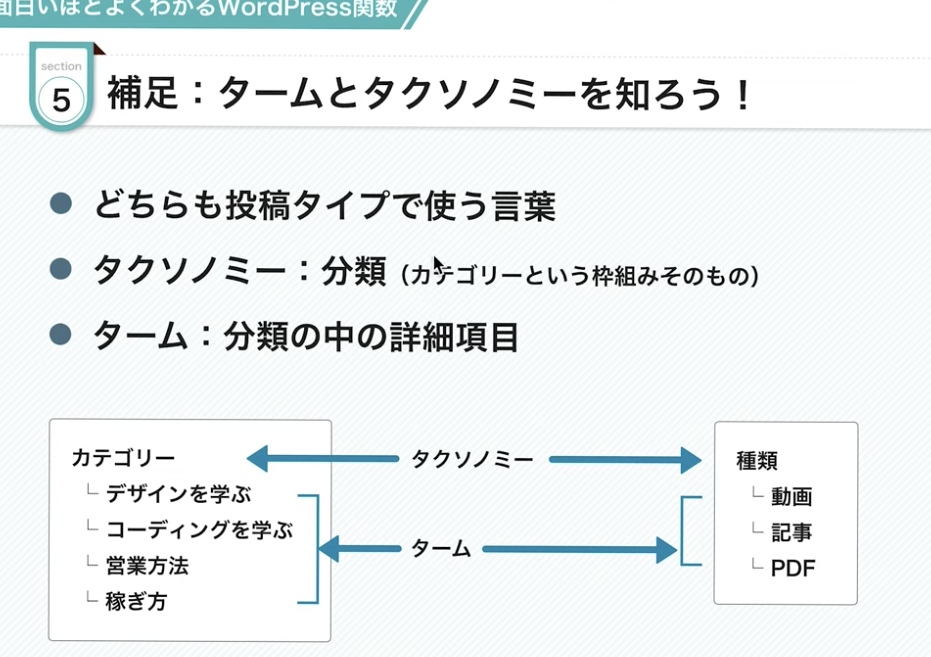 面白いほどよくわかるWordPress関数
section
5
補足：タームとタクソノミーを知ろう！
どちらも投稿タイプで使う言葉
タクソノミー：分類（カテゴリーという枠組みそのもの）
ターム：分類の中の詳細項目
カテゴリー
デザインを学ぶ
コーディングを学ぶ
営業方法
稼ぎ方
タクソノミー
ターム
種類
動画
記事
PDF